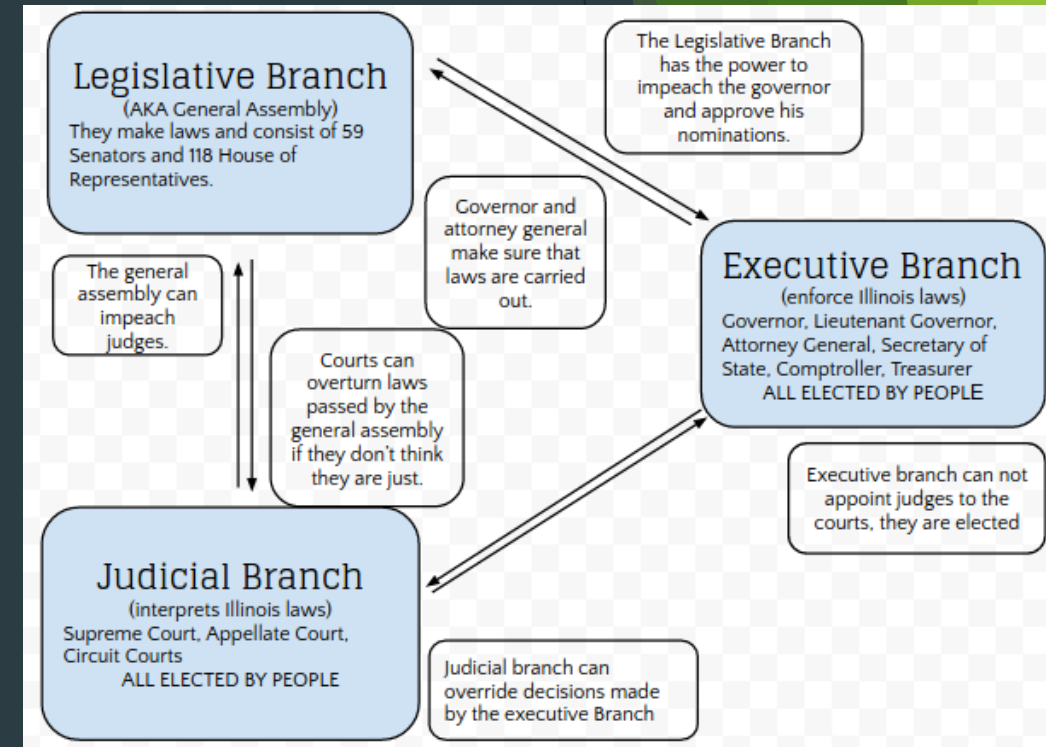 Legislative Branch
(AKA General Assembly)
They make laws and consist of 59
Senators and 118 House of
Representatives.
The Legislative Branch
has the power to
impeach the governor
and approve his
nominations.
Governor and
attorney general
make sure that
laws are carried
out.
Executive Branch
(enforce Illinois laws)
Governor, Lieutenant Governor,
Attorney General, Secretary of
State, Comptroller, Treasurer
ALL ELECTED BY PEOPLE
The general
assembly can
impeach
judges.
Courts can
overturn laws
passed by the
general assembly
if they don't think
they are just.
Executive branch can not
appoint judges to the
courts, they are elected
Judicial Branch
(interprets Illinois laws)
Supreme Court, Appellate Court,
Circuit Courts
ALL ELECTED BY PEOPLE
Judicial branch can
override decisions made
by the executive Branch